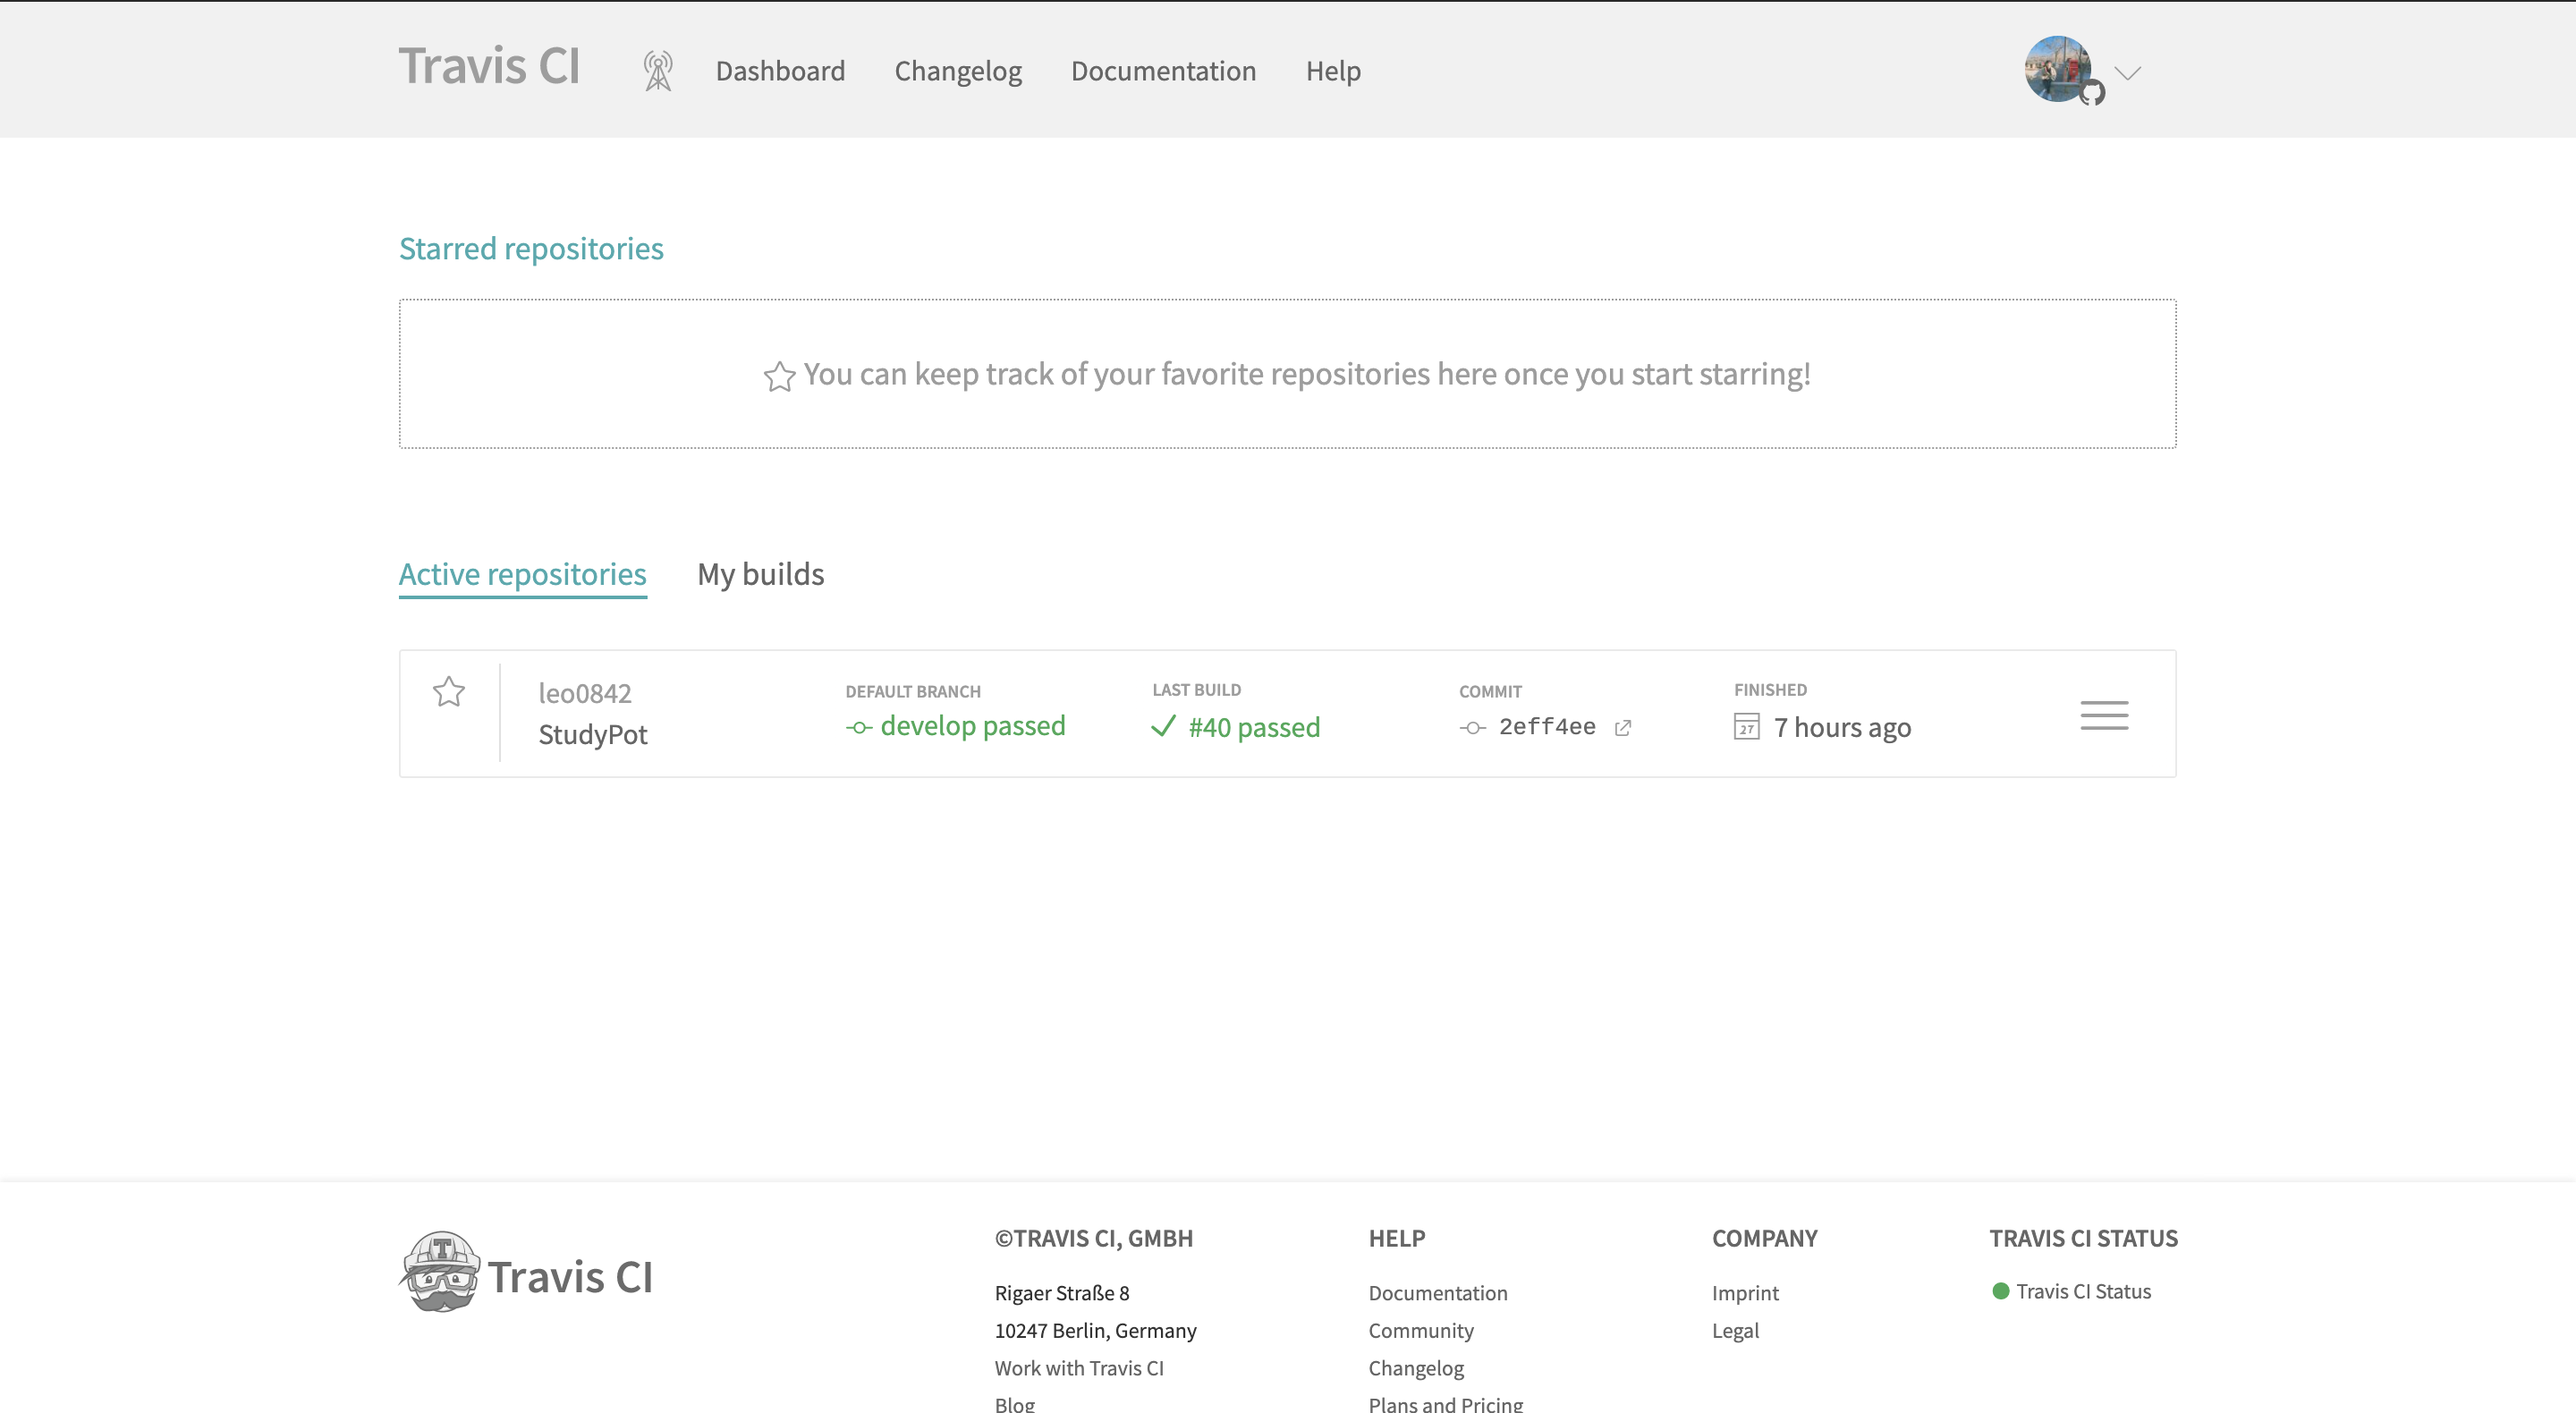 Travis CI
Dashboard
Changelog
Documentation
Help
Starred repositories
You can keep track of your favorite repositories here once you start starring!
Active repositories
My builds
leo0842
StudyPot
DEFAULT BRANCH
develop passed
LAST BUILD
#40 passed
COMMIT
2eff4ee
FINISHED
27
7 hours ago
T
Travis CI
©TRAVIS CI, GMBH
Rigaer Straße 8
10247 Berlin, Germany
Work with Travis CI
Blog
HELP
Documentation
Community
Changelog
Plans and Pricing
COMPANY
Imprint
Legal
TRAVIS CI STATUS
Travis CI Status